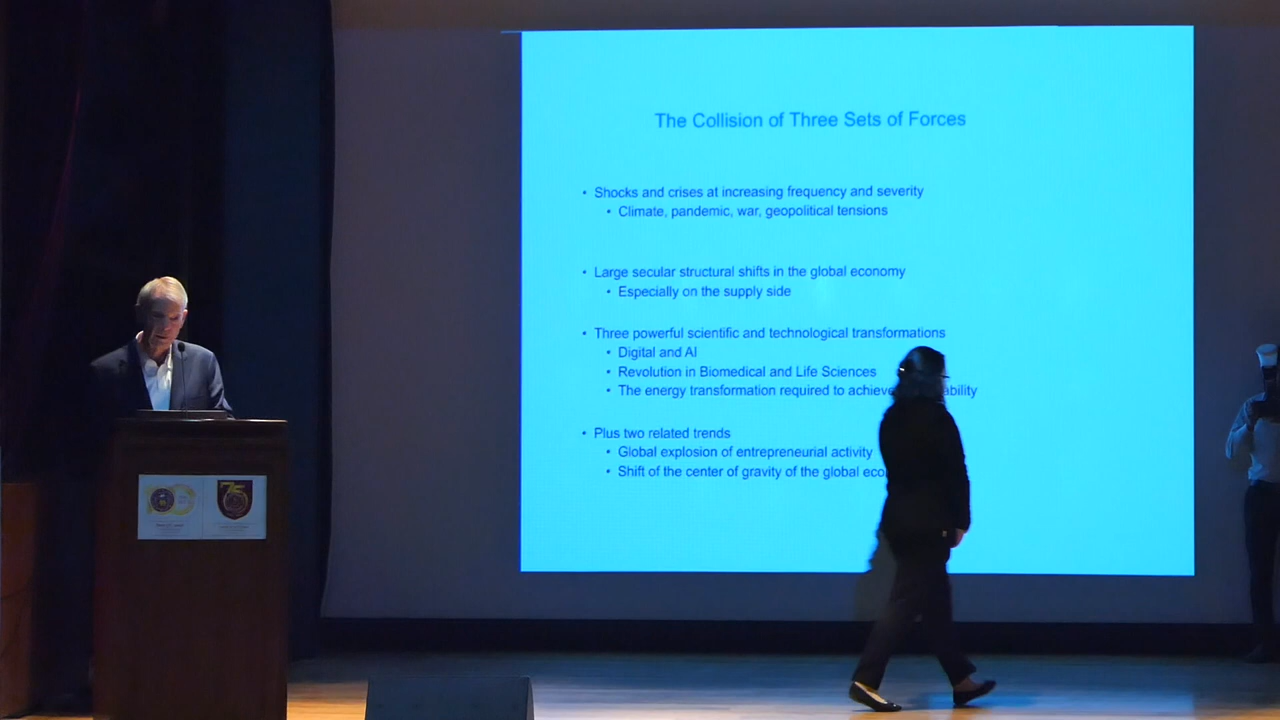 The Collision of Three Sets of Forces
• Shocks and crises at increasing frequency and severity
• Climate, pandemic, war, geopolitical tensions
• Large secular structural shifts in the global economy
• Especially on the supply side
• Three powerful scientific and technological transformations
• Digital and AI
• Revolution in Biomedical and Life Sciences
• The energy transformation required to achieve ability
• Plus two related trends
• Global explosion of entrepreneurial activity
• Shift of the center of gravity of the global eco
75